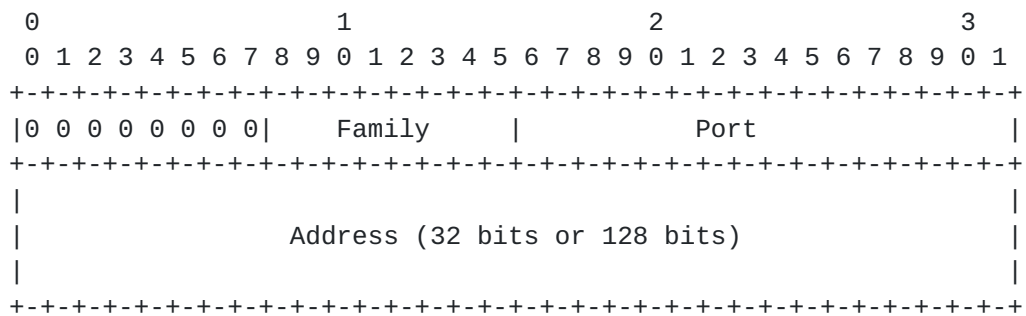 0                   1                   2                   3
 0 1 2 3 4 5 6 7 8 9 0 1 2 3 4 5 6 7 8 9 0 1 2 3 4 5 6 7 8 9 0 1
+-+-+-+-+-+-+-+-+-+-+-+-+-+-+-+-+-+-+-+-+-+-+-+-+-+-+-+-+-+-+-+-+
|0 0 0 0 0 0 0 0|    Family     |           Port                |
+-+-+-+-+-+-+-+-+-+-+-+-+-+-+-+-+-+-+-+-+-+-+-+-+-+-+-+-+-+-+-+-+
|                                                               |
|                 Address (32 bits or 128 bits)                 |
|                                                               |
+-+-+-+-+-+-+-+-+-+-+-+-+-+-+-+-+-+-+-+-+-+-+-+-+-+-+-+-+-+-+-+-+